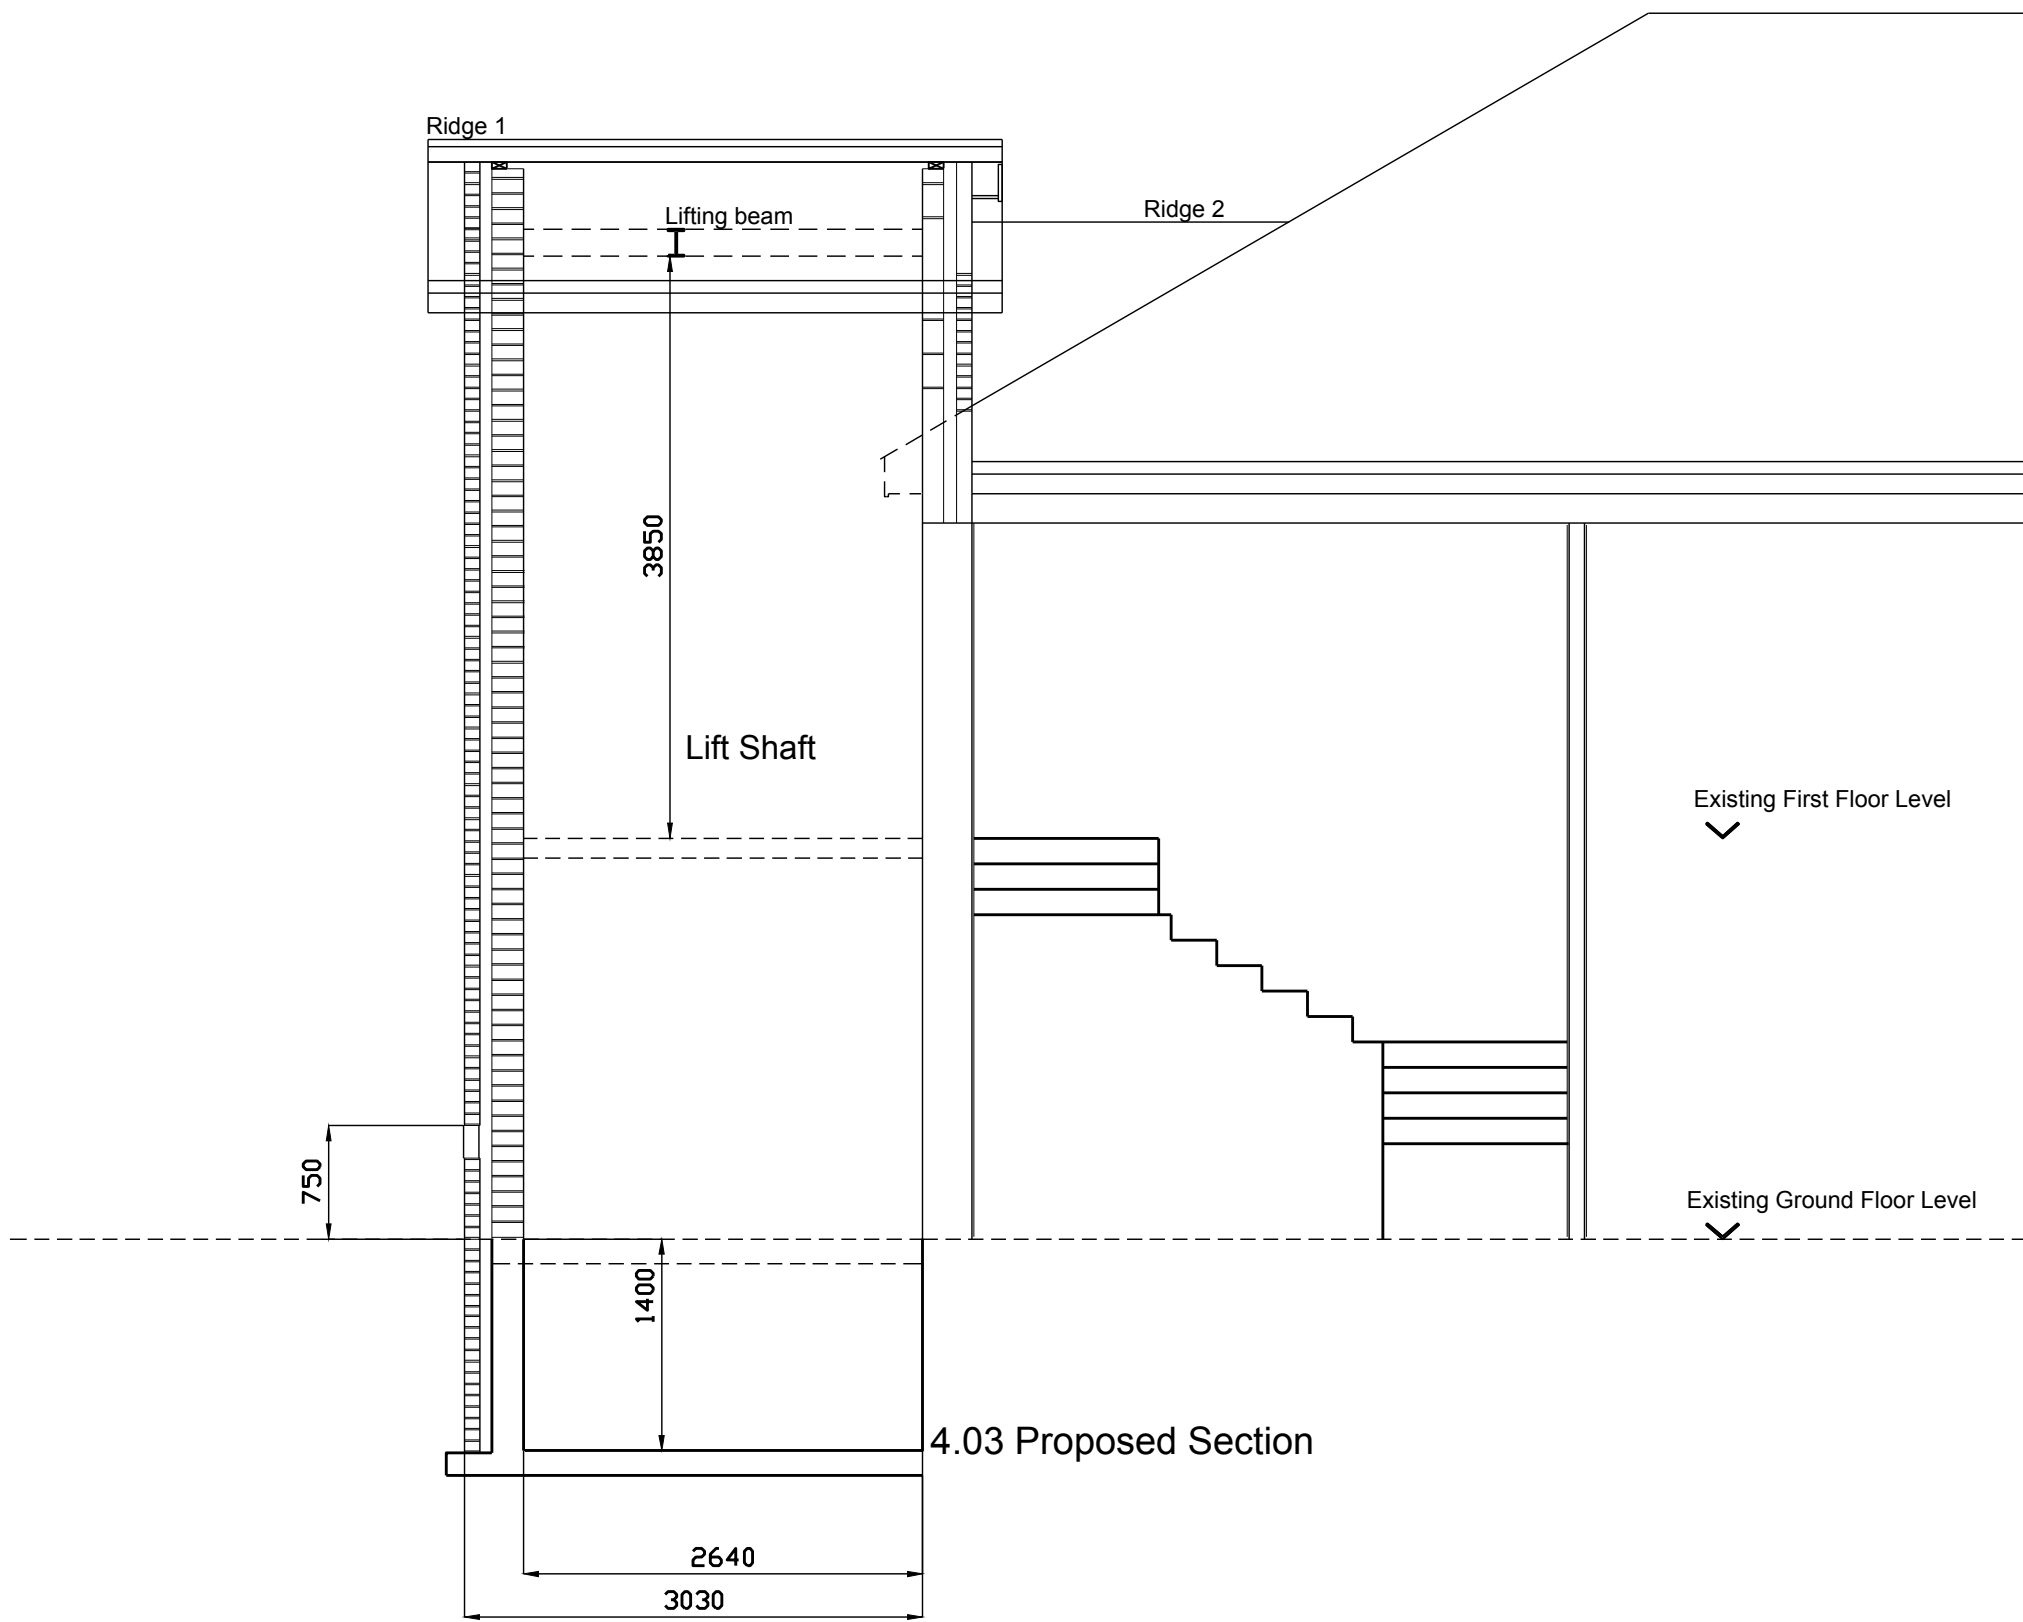 Ridge 1
Ridge 2
Lifting beam
3850
Lift Shaft
Existing First Floor Level
750
Existing Ground Floor Level
1400
4.03 Proposed Section
2640
3030